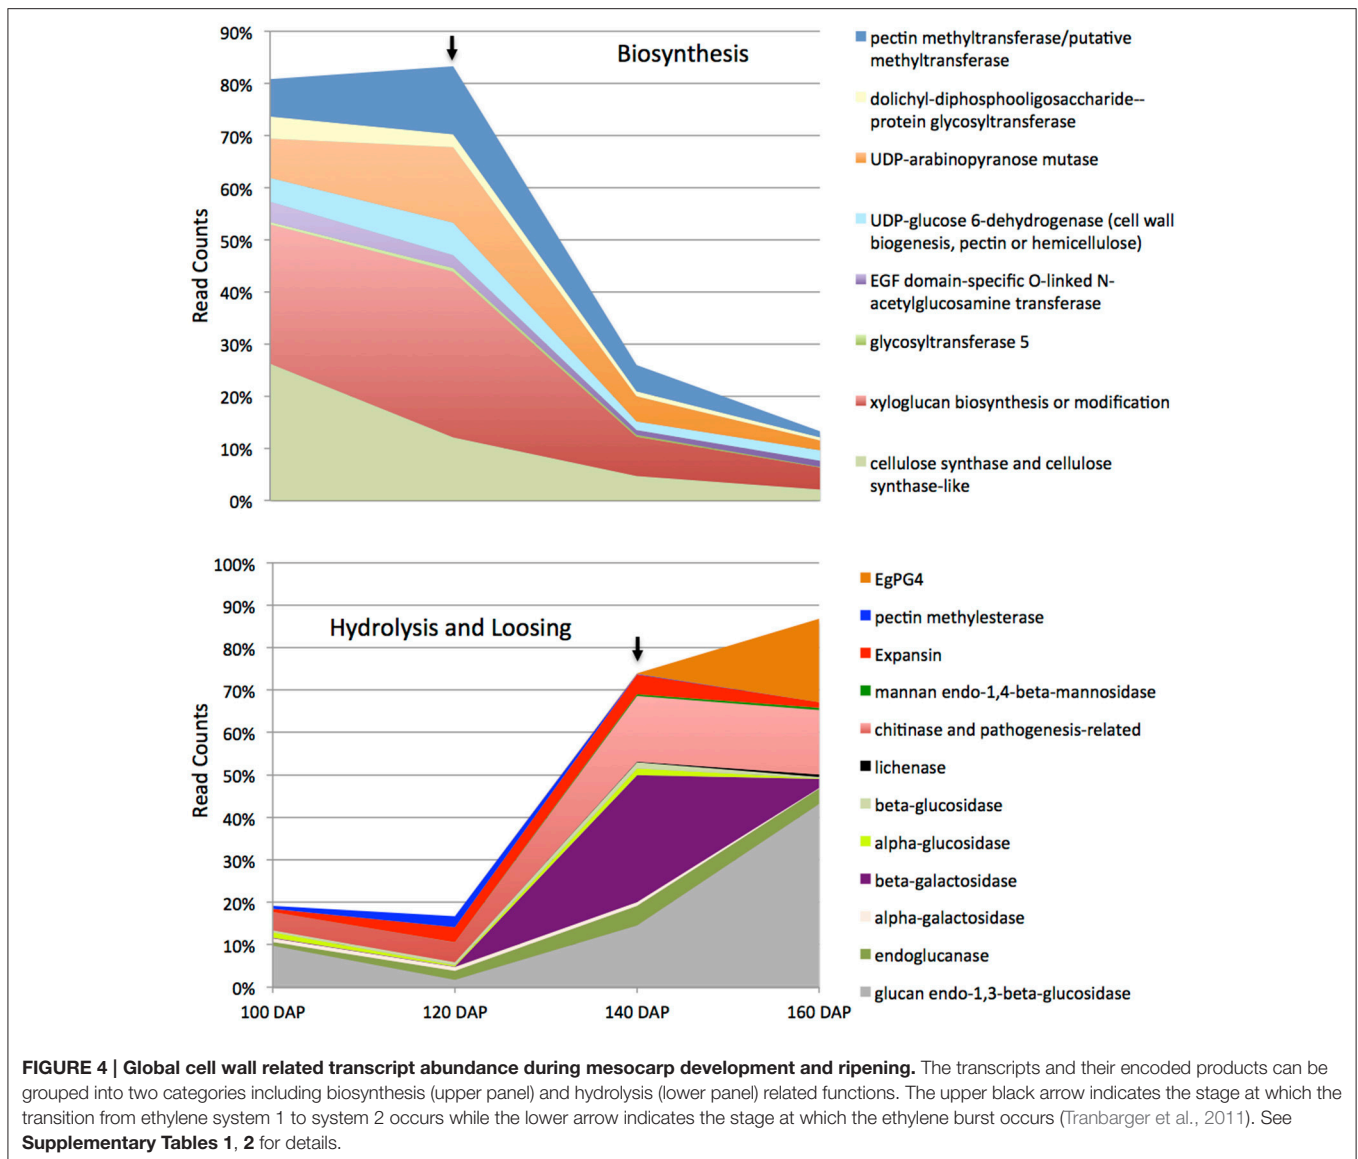 90%
80%
70%
60%
50%
40%
30%
20%
10%
0%
Read Counts
Biosynthesis
pectin methyltransferase/putative
methyltransferase
dolichyl-diphosphooligosaccharide--
protein glycosyltransferase
UDP-arabinopyranose mutase
UDP-glucose 6-dehydrogenase (cell wall
biogenesis, pectin or hemicellulose)
EGF domain-specific O-linked N-
acetylglucosamine transferase
glycosyltransferase 5
xyloglucan biosynthesis or modification
cellulose synthase and cellulose
synthase-like
100%
90%
80%
70%
60%
50%
40%
30%
20%
10%
0%
Read Counts
Hydrolysis and Loosing
100 DAP
120 DAP
140 DAP
160 DAP
EgPG4
pectin methylesterase
Expansin
mannan endo-1,4-beta-mannosidase
chitinase and pathogenesis-related
lichenase
beta-glucosidase
alpha-glucosidase
beta-galactosidase
alpha-galactosidase
endoglucanase
glucan endo-1,3-beta-glucosidase
FIGURE 4 | Global cell wall related transcript abundance during mesocarp development and ripening. The transcripts and their encoded products can be
grouped into two categories including biosynthesis (upper panel) and hydrolysis (lower panel) related functions. The upper black arrow indicates the stage at which the
transition from ethylene system 1 to system 2 occurs while the lower arrow indicates the stage at which the ethylene burst occurs (Tranbarger et al., 2011). See
Supplementary Tables 1, 2 for details.